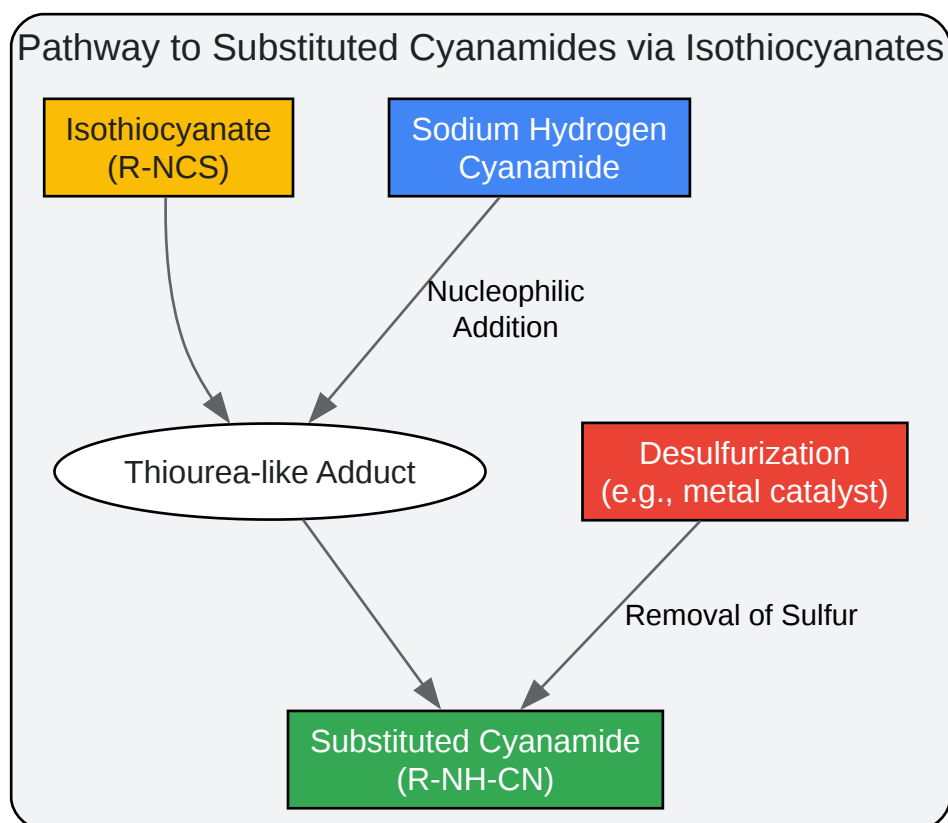 Pathway to Substituted Cyanamides via Isothiocyanates
Isothiocyanate
(R-NCS)
Sodium Hydrogen
Cyanamide
Nucleophilic
Addition
Thiourea-like Adduct
Desulfurization
(e.g., metal catalyst)
Removal of Sulfur
Substituted Cyanamide
(R-NH-CN)